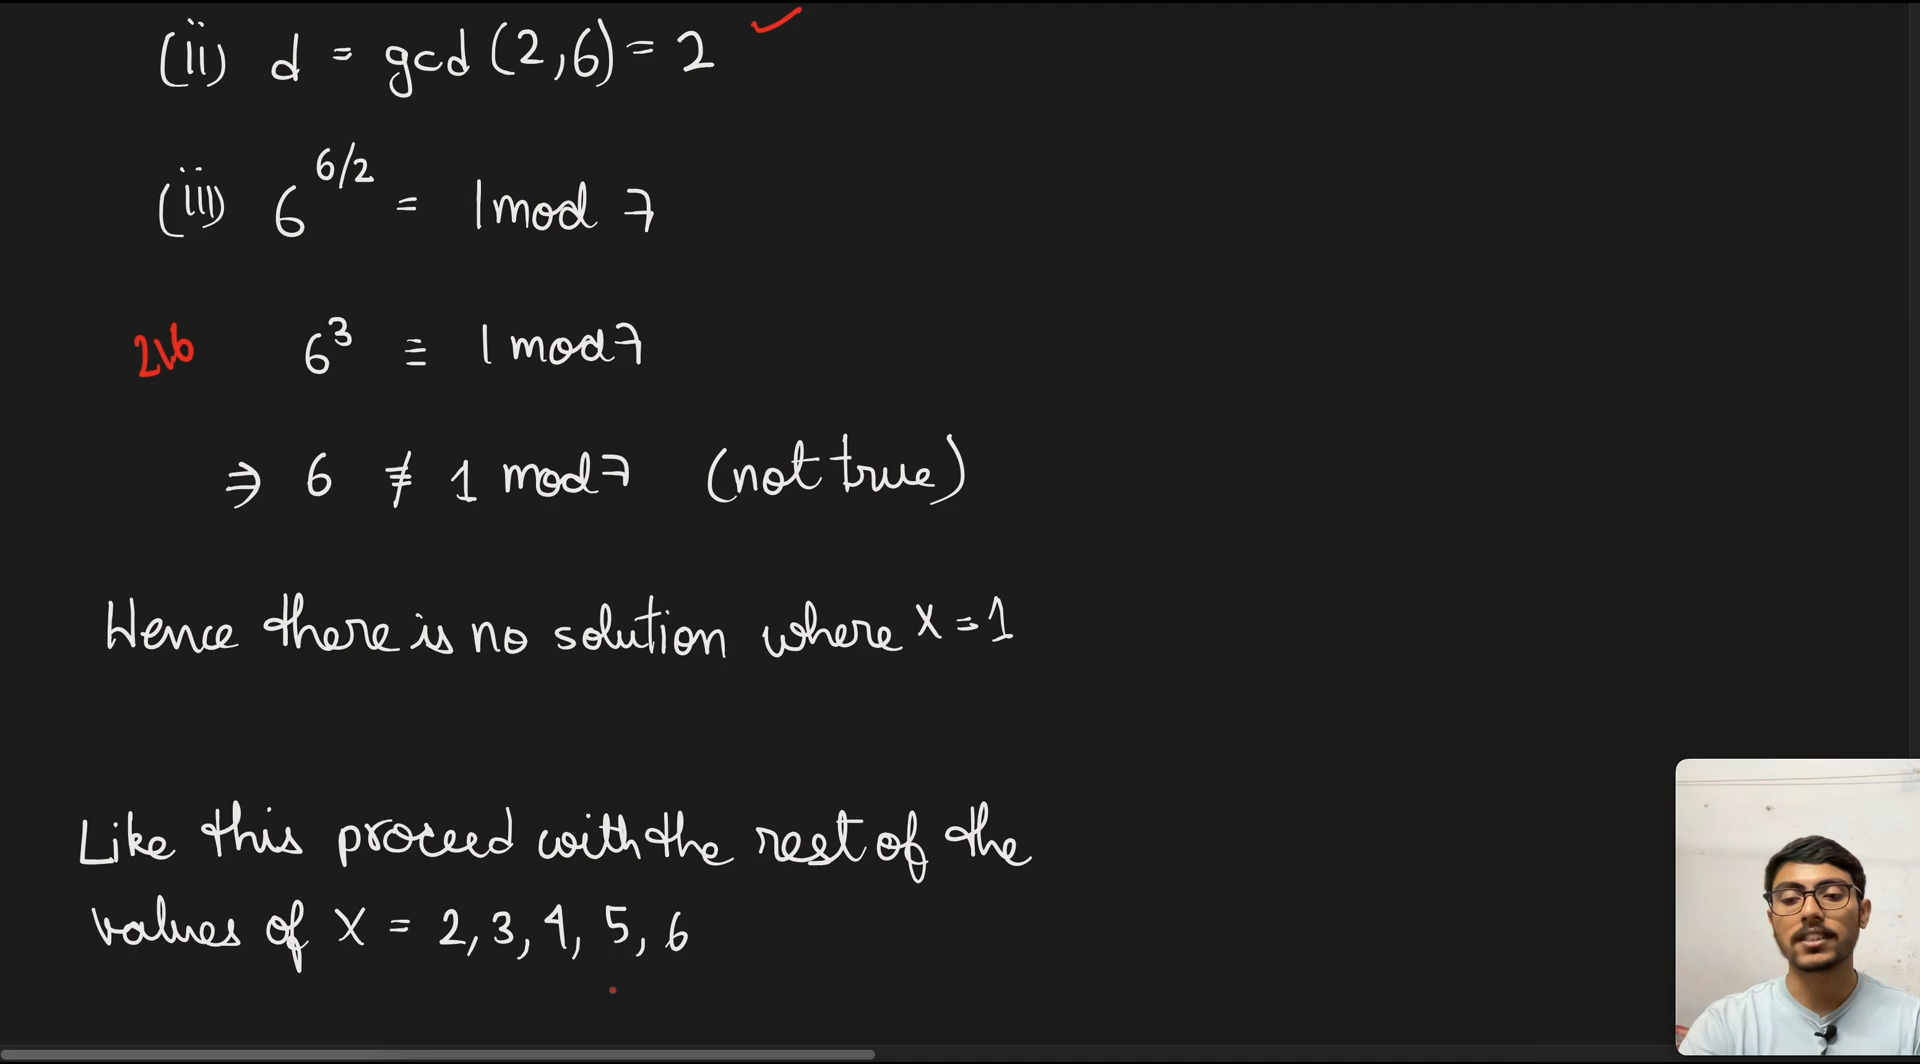 (ii) d = gcd (2,6) = 2
(iii) 6^{6/2} = 1 mod 7
216 6^3 ≡ 1 mod 7
⇒ 6 ≢ 1 mod 7 (not true)
Hence there is no solution where x = 1
Like this proceed with the rest of the
values of x = 2, 3, 4, 5, 6